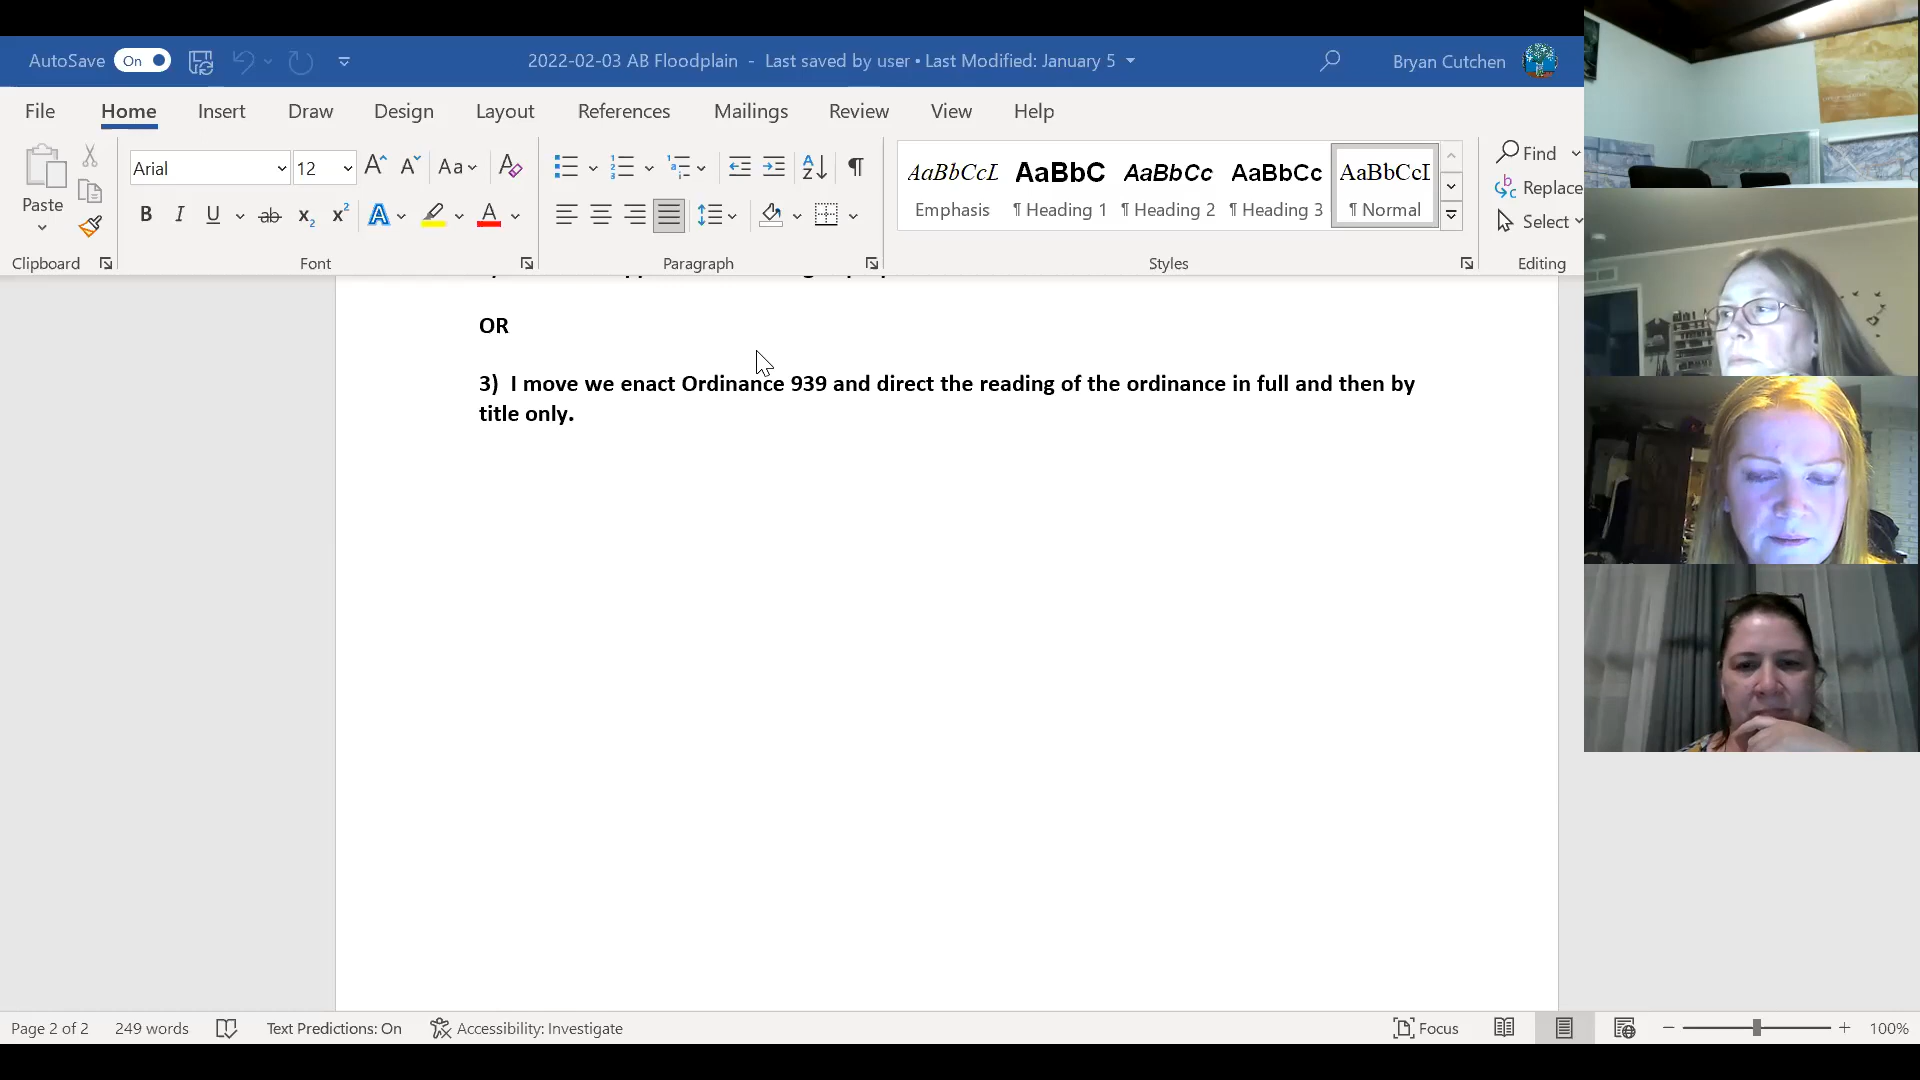 AutoSave On 2022-02-03 AB Floodplain - Last saved by user • Last Modified: January 5 Bryan Cutchen
File Home Insert Draw Design Layout References Mailings Review View Help
Paste
Arial 12 Aa
AaBbCcL AaBbC AaBbCc AaBbCc AaBbCcI
Emphasis ¶ Heading 1 ¶ Heading 2 ¶ Heading 3 ¶ Normal
Find
Replace
Select
Clipboard Font Paragraph Styles Editing
OR
3) I move we enact Ordinance 939 and direct the reading of the ordinance in full and then by
title only.
Page 2 of 2 249 words Text Predictions: On Accessibility: Investigate Focus 100%